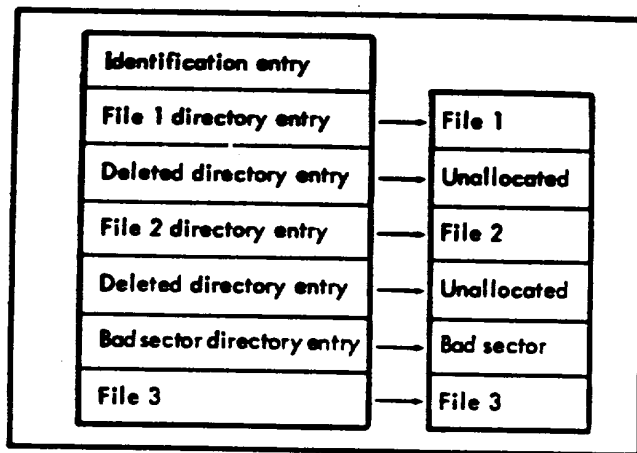 Identification entry
File 1 directory entry
File 1
Deleted directory entry
Unallocated
File 2 directory entry
File 2
Deleted directory entry
Unallocated
Bad sector directory entry
Bad sector
File 3
File 3